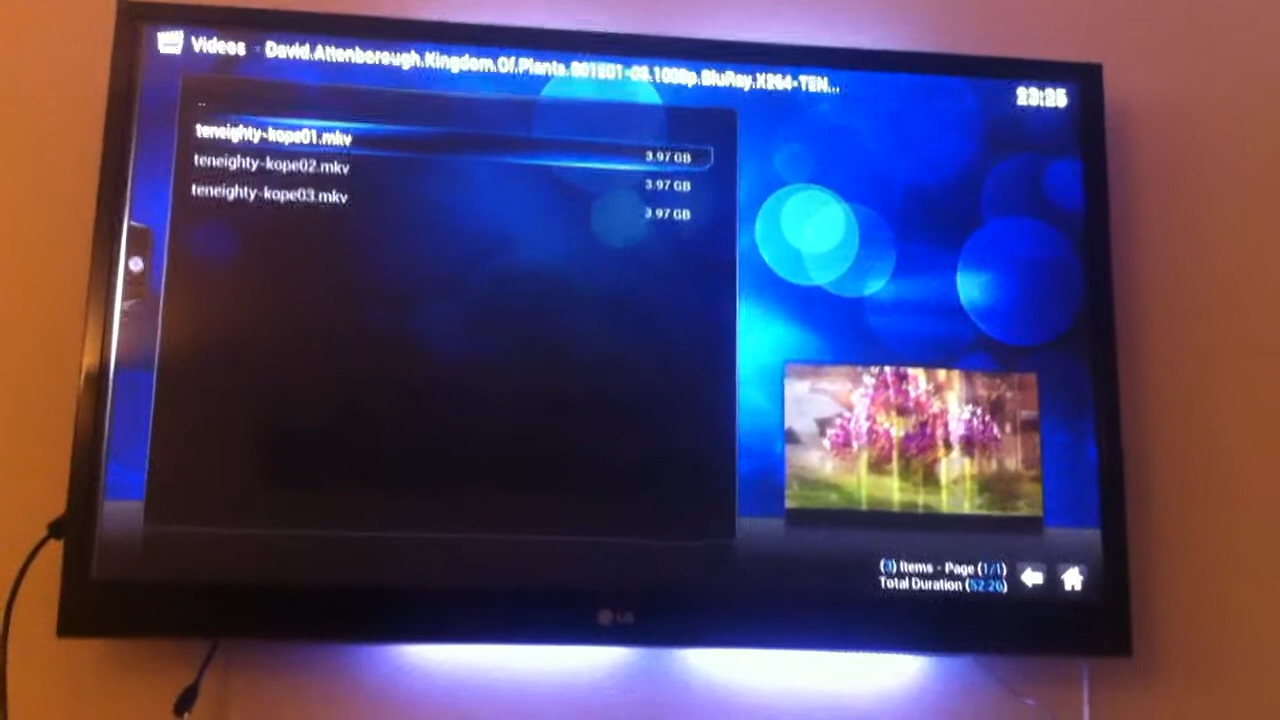 Videos - David.Attenborough.Kingdom.Of.Plants.S01E01-03.1080p.BluRay.X264-TEN...
23:25
..
teneighty-kope01.mkv 3.97 GB
teneighty-kope02.mkv 3.97 GB
teneighty-kope03.mkv 3.97 GB
(3) Items - Page (1/1)
Total Duration (52:26)
LG